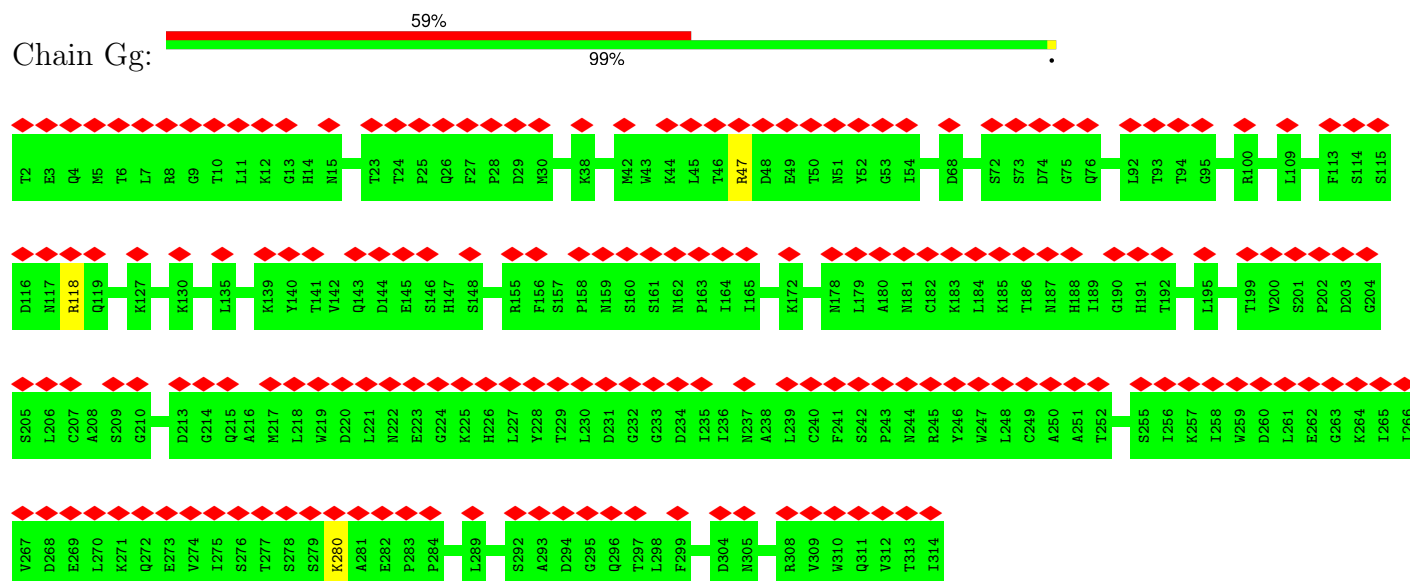 59%
Chain Gg:
99%
•
T2 E3 Q4 M5 T6 L7 R8 G9 T10 L11 K12 G13 H14 N15 T23 T24 P25 Q26 F27 P28 D29 M30 K38 M42 W43 K44 L45 T46 R47 D48 E49 T50 N51 Y52 G53 I54 D68 S72 S73 D74 G75 Q76 L92 T93 T94 G95 R100 L109 F113 S114 S115
D116 N117 R118 Q119 K127 K130 L135 K139 Y140 T141 V142 Q143 D144 E145 S146 H147 S148 R155 F156 S157 P158 N159 S160 S161 N162 P163 I164 I165 K172 N178 L179 A180 N181 C182 K183 L184 K185 T186 N187 H188 I189 G190 H191 T192 L195 T199 V200 S201 P202 D203 G204
S205 L206 C207 A208 S209 G210 D213 G214 Q215 A216 M217 L218 W219 D220 L221 N222 E223 G224 K225 H226 L227 Y228 T229 L230 D231 G232 G233 D234 I235 I236 N237 A238 L239 C240 F241 S242 P243 N244 R245 Y246 W247 L248 C249 A250 A251 T252 S255 I256 K257 I258 W259 D260 L261 E262 G263 K264 I265 I266
V267 D268 E269 L270 K271 Q272 E273 V274 I275 S276 T277 S278 S279 K280 A281 E282 P283 P284 L289 S292 A293 D294 G295 Q296 T297 L298 F299 D304 N305 R308 V309 W310 Q311 V312 T313 I314